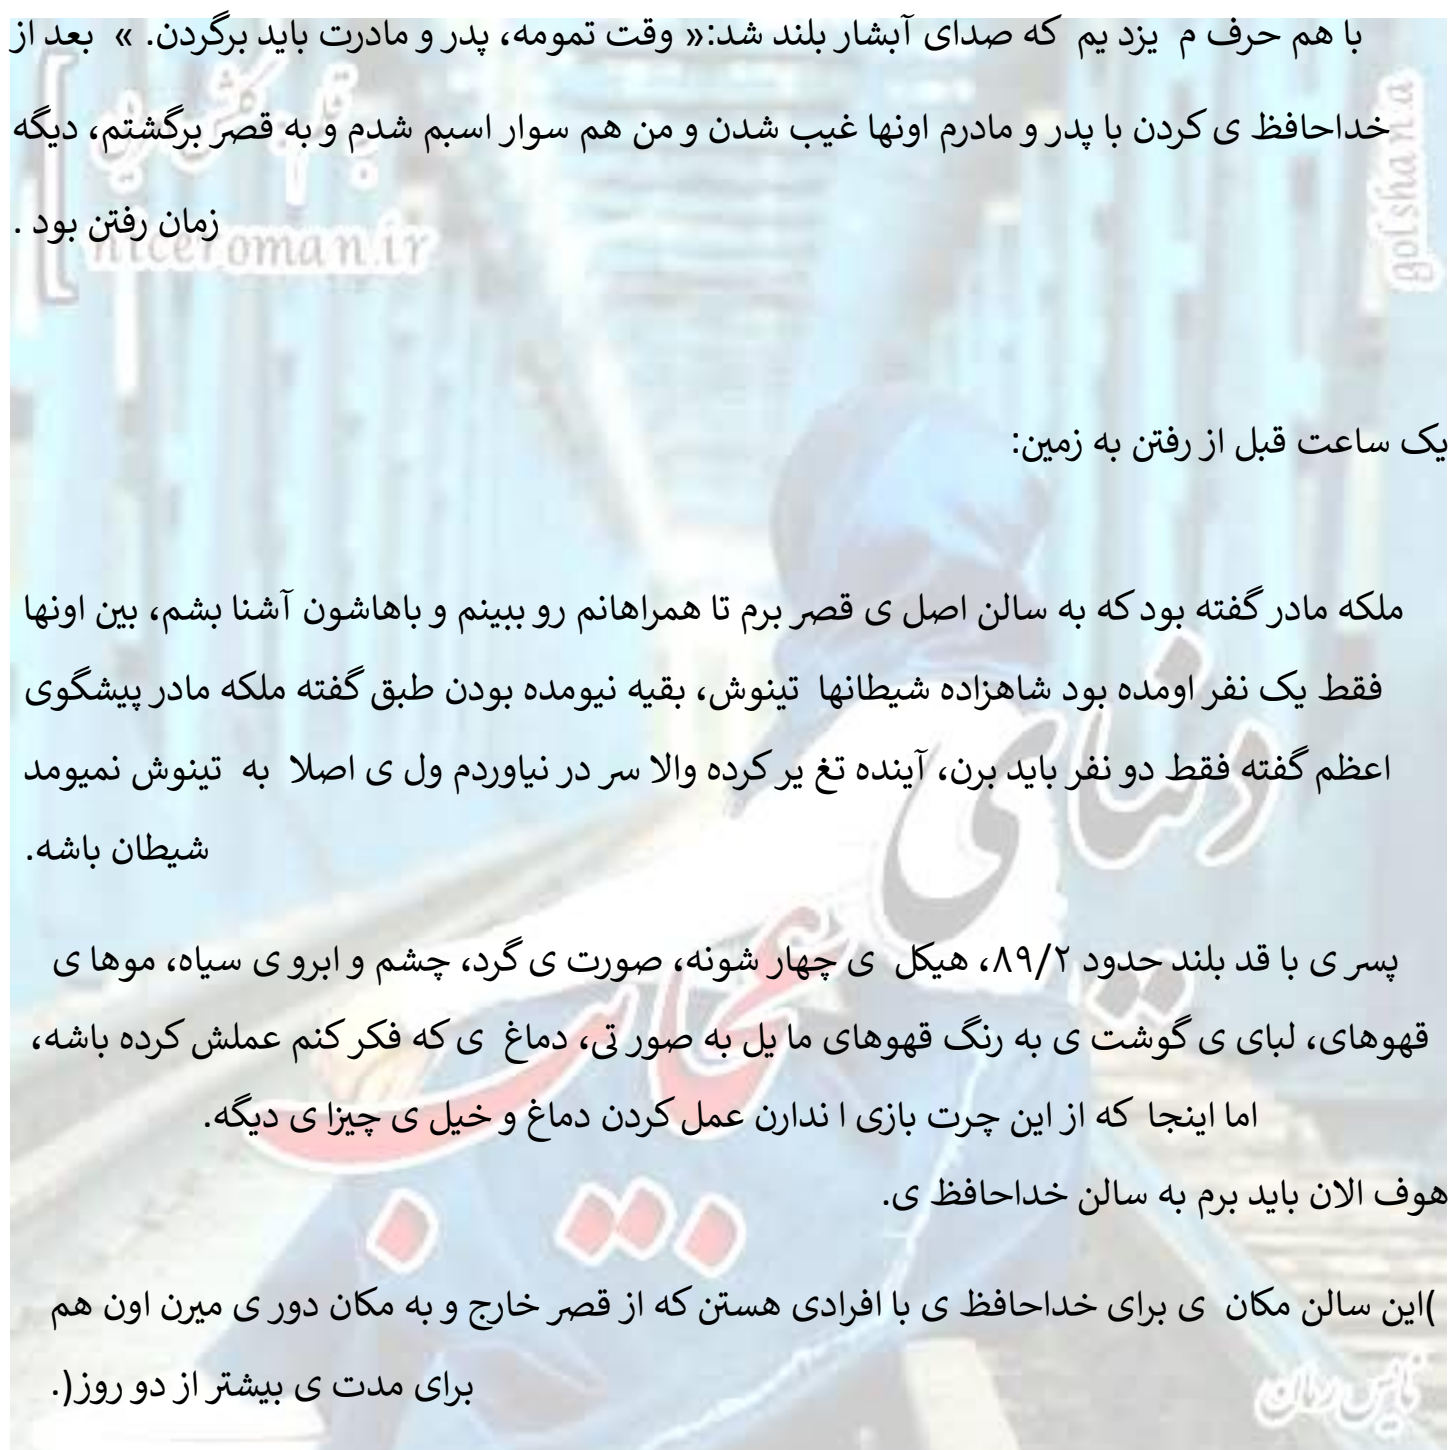 با هم حرف م یزد یم که صدای آبشار بلند شد:« وقت تمومه، پدر و مادرت باید برگردن. » بعد از
خداحافظ ی کردن با پدر و مادرم اونها غیب شدن و من هم سوار اسبم شدم و به قصر برگشتم، دیگه
زمان رفتن بود .
یک ساعت قبل از رفتن به زمین:
ملکه مادر گفته بود که به سالن اصل ی قصر برم تا همراهانم رو ببینم و باهاشون آشنا بشم، بین اونها
فقط یک نفر اومده بود شاهزاده شیطانها تینوش، بقیه نیومده بودن طبق گفته ملکه مادر پیشگوی
اعظم گفته فقط دو نفر باید برن، آینده تغ یر کرده والا سر در نیاوردم ول ی اصلا به تینوش نمیومد
شیطان باشه.
پسر ی با قد بلند حدود ۸۹/۲، هیکل ی چهار شونه، صورت ی گرد، چشم و ابرو ی سیاه، موها ی
قهوهای، لبای ی گوشت ی به رنگ قهوهای ما یل به صور تی، دماغ ی که فکر کنم عملش کرده باشه،
اما اینجا که از این چرت بازی ا ندارن عمل کردن دماغ و خیل ی چیزا ی دیگه.
هوف الان باید برم به سالن خداحافظ ی.
)این سالن مکان ی برای خداحافظ ی با افرادی هستن که از قصر خارج و به مکان دور ی میرن اون هم
برای مدت ی بیشتر از دو روز(.
niceroman.ir
golshana
دنیای
عجایب
نایس رمان